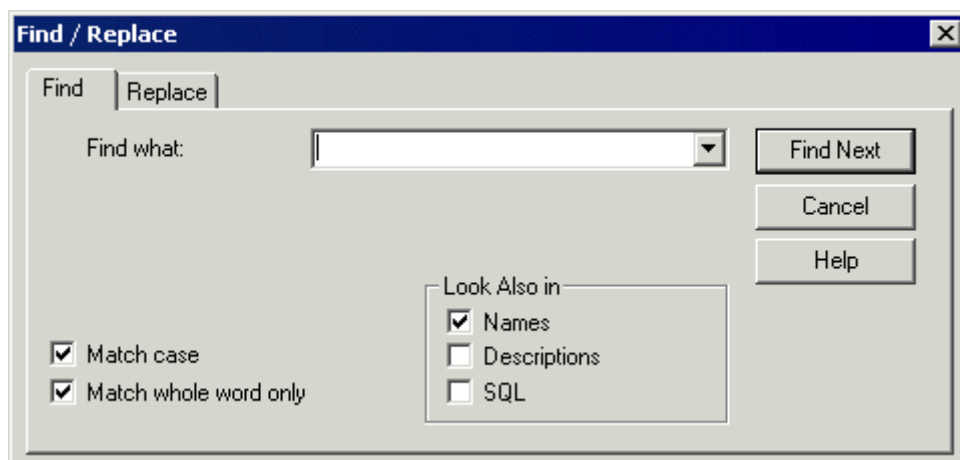 Find / Replace
Find
Replace
Find what:
Find Next
Cancel
Help
Look Also in
Names
Match case
Descriptions
Match whole word only
SQL